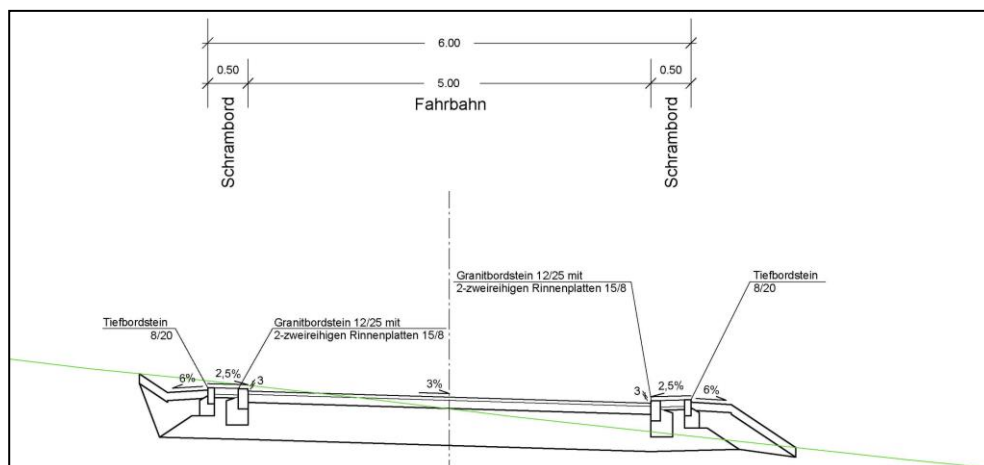 6.00
0.50
5.00
0.50
Fahrbahn
Schrambord
Schrambord
Granitbordstein 12/25 mit
2-zweireihigen Rinnenplatten 15/8
Tiefbordstein
8/20
Tiefbordstein
8/20
Granitbordstein 12/25 mit
2-zweireihigen Rinnenplatten 15/8
6%
2,5%
3
3%
3
2,5%
6%